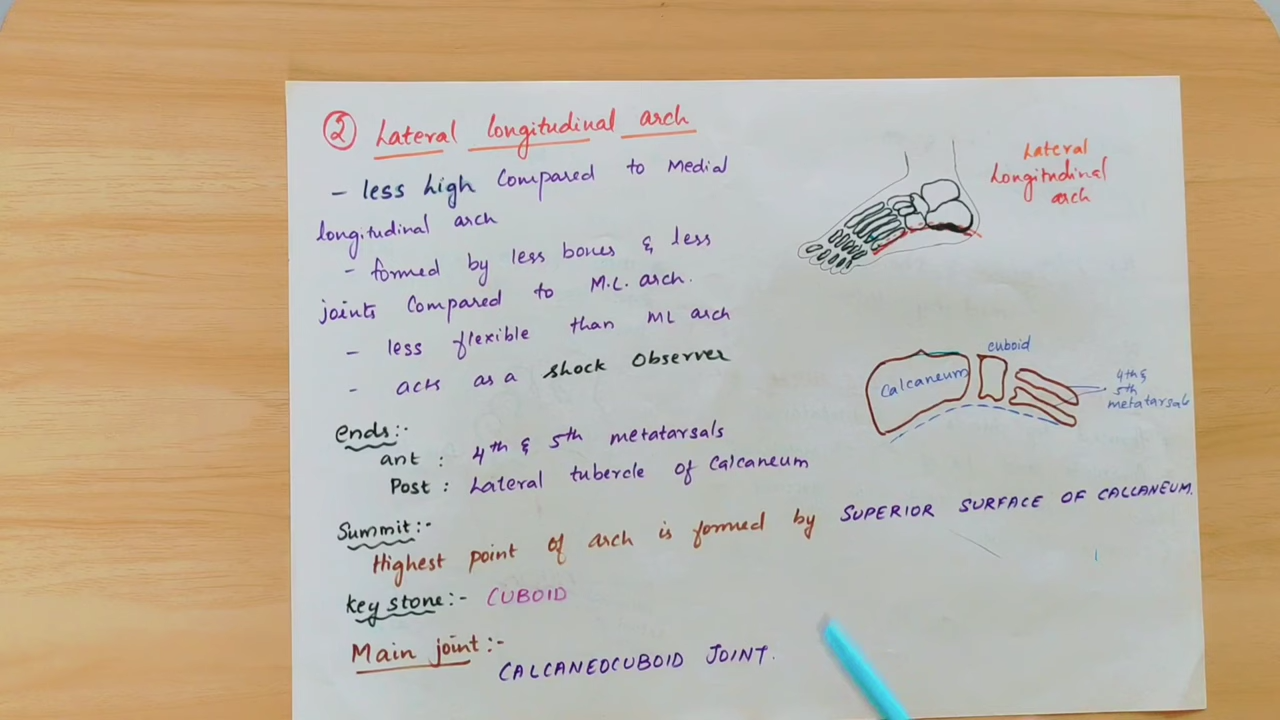 ② Lateral longitudinal arch
- less high compared to Medial
longitudinal arch
- formed by less bones & less
joints compared to M.L. arch.
- less flexible than ML arch
- acts as a shock Observer
ends:-
ant : 4th & 5th metatarsals
Post : Lateral tubercle of Calcaneum
Summit:-
Highest point of arch is formed by SUPERIOR SURFACE OF CALCANEUM.
key stone:- CUBOID
Main joint:-
CALCANEOCUBOID JOINT.
Lateral
Longitudinal
arch
cuboid
Calcaneum
4th &
5th
metatarsals